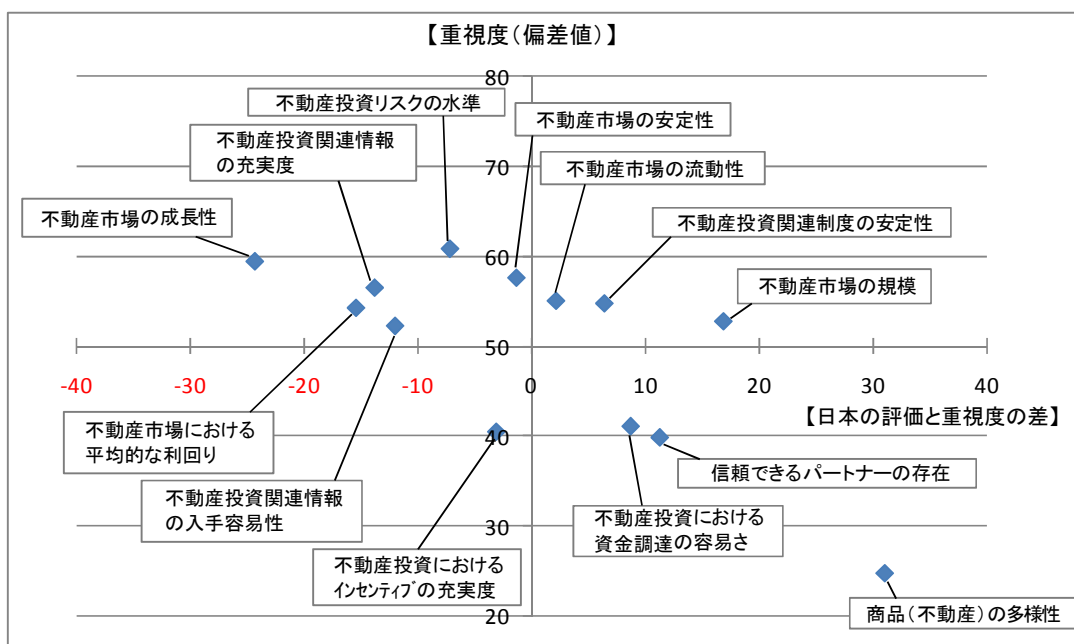 【重視度(偏差値)】
80
不動産投資リスクの水準
不動産市場の安定性
不動産投資関連情報
の充実度
70
不動産市場の流動性
不動産市場の成長性
不動産投資関連制度の安定性
60
不動産市場の規模
50
-40
-30
-20
-10
0
10
20
30
40
【日本の評価と重視度の差】
不動産市場における
平均的な利回り
40
信頼できるパートナーの存在
不動産投資関連情報
の入手容易性
不動産投資における
資金調達の容易さ
30
不動産投資における
インセンティブの充実度
商品(不動産)の多様性
20